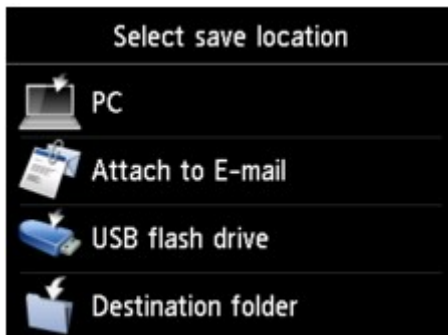 Select save location
PC
Attach to E-mail
USB flash drive
Destination folder